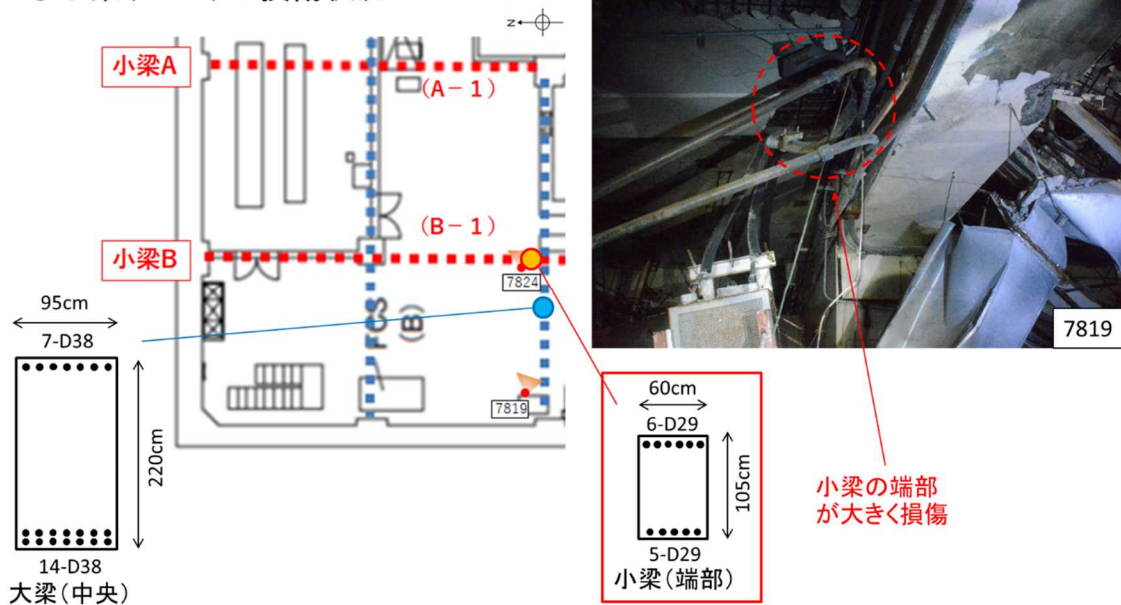 N
小梁A
(A-1)
小梁B
(B-1)
7824
(B)
7819
95cm
7-D38
220cm
14-D38
大梁(中央)
60cm
6-D29
105cm
5-D29
小梁(端部)
7819
小梁の端部
が大きく損傷